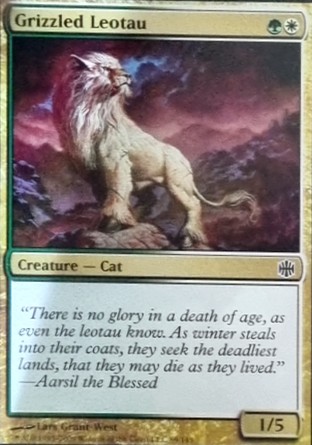 Grizzled Leotau
Creature — Cat
“There is no glory in a death of age, as
even the leotau know. As winter steals
into their coats, they seek the deadliest
lands, that they may die as they lived.”
—Aarsil the Blessed
Lars Grant-West
1/5